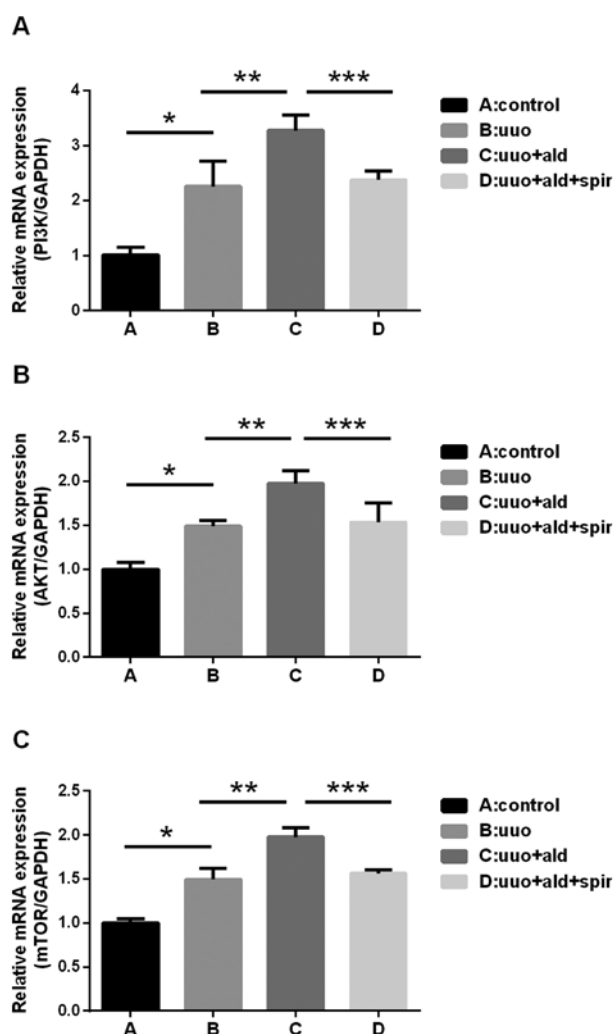 A
Relative mRNA expression
(PI3K/GAPDH)
4
3
2
1
0
*
**
***
A
B
C
D
A:control
B:uuo
C:uuo+ald
D:uuo+ald+spir
B
Relative mRNA expression
(AKT/GAPDH)
2.5
2.0
1.5
1.0
0.5
0.0
*
**
***
A
B
C
D
A:control
B:uuo
C:uuo+ald
D:uuo+ald+spir
C
Relative mRNA expression
(mTOR/GAPDH)
2.5
2.0
1.5
1.0
0.5
0.0
*
**
***
A
B
C
D
A:control
B:uuo
C:uuo+ald
D:uuo+ald+spir